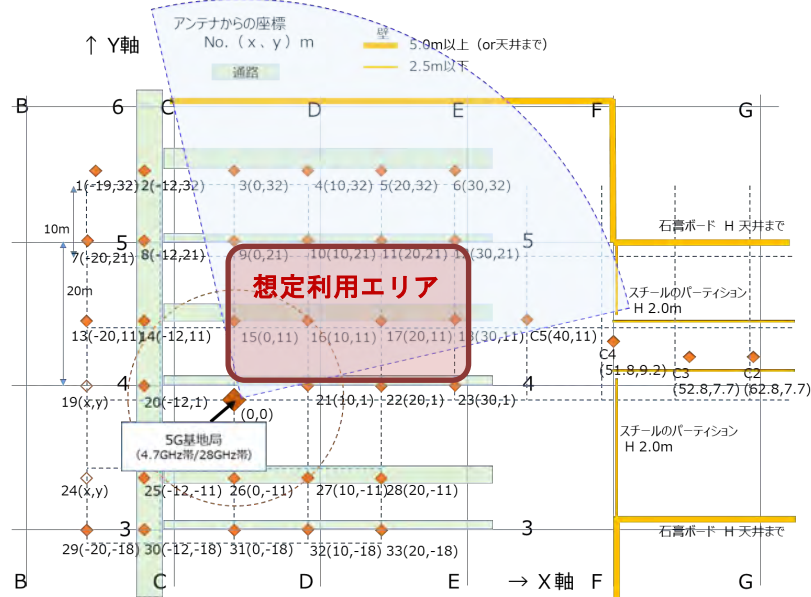 アンテナからの座標
No.（x、y）m
壁
↑ Y軸
5.0m以上（or天井まで）
2.5m以下
通路
B
6
C
D
E
F
G
1(-19,32)
2(-12,32)
3(0,32)
4(10,32)
5(20,32)
6(30,32)
10m
5
5
石膏ボード H 天井まで
7(-20,21)
8(-12,21)
9(0,21)
10(10,21)
11(20,21)
(30,21)
20m
想定利用エリア
スチールのパーティション
H 2.0m
13(-20,11)
14(-12,11)
15(0,11)
16(10,11)
17(20,11)
18(30,11)
C5(40,11)
C4
(51.8,9.2)
C3
(52.8,7.7)
C2
(62.8,7.7)
4
4
19(x,y)
20(-12,1)
(0,0)
21(10,1)
22(20,1)
23(30,1)
5G基地局
(4.7GHz帯/28GHz帯)
スチールのパーティション
H 2.0m
24(x,y)
25(-12,-11)
26(0,-11)
27(10,-11)
28(20,-11)
3
3
石膏ボード H 天井まで
29(-20,-18)
30(-12,-18)
31(0,-18)
32(10,-18)
33(20,-18)
B
C
D
E
→ X軸
F
G